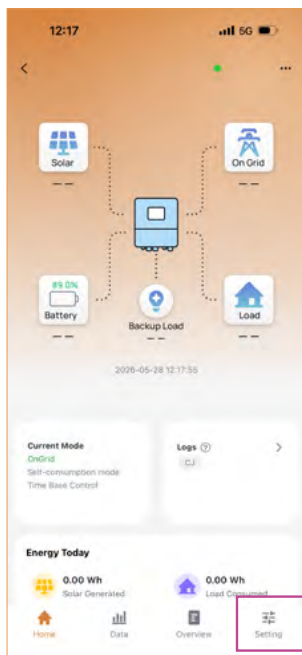 12:17
5G
Solar
On Grid
--
--
89.0%
Battery
Backup Load
Load
--
--
--
2026-05-28 12:17:55
Current Mode
OnGrid
Self-consumption mode
Time Base Control
Logs ?
CJ
Energy Today
0.00 Wh
Solar Generated
0.00 Wh
Load Consumed
Home
Data
Overview
Setting